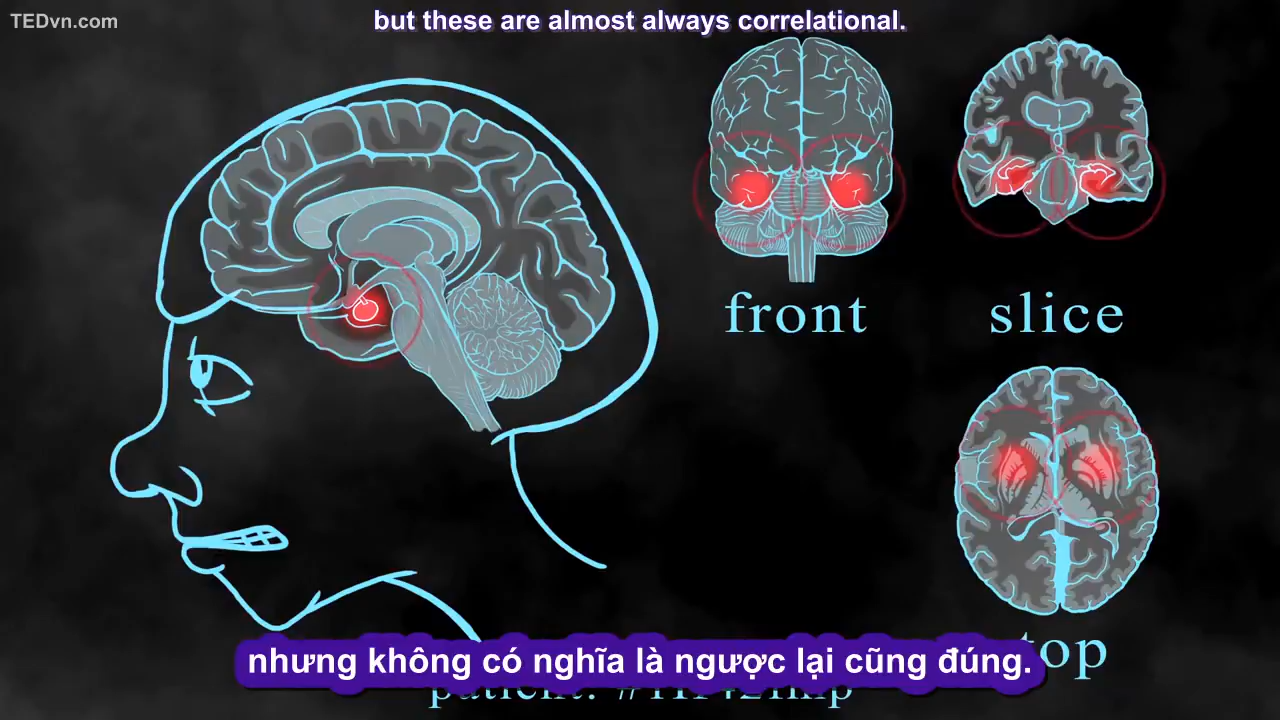 TEDvn.com
but these are almost always correlational.
front
slice
top
nhưng không có nghĩa là ngược lại cũng đúng.